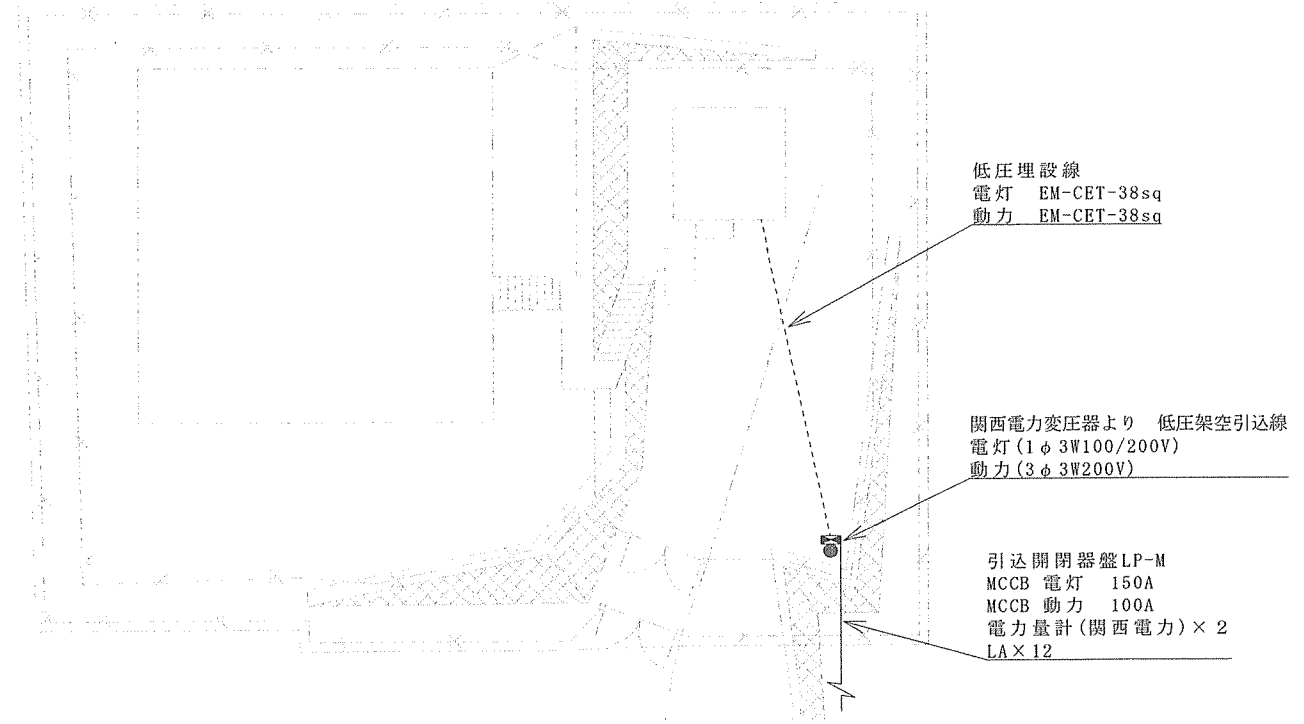 低圧埋設線
電灯 EM-CET-38sq
動力 EM-CET-38sq
関西電力変圧器より 低圧架空引込線
電灯(1φ3W100/200V)
動力(3φ3W200V)
引込開閉器盤LP-M
MCCB 電灯 150A
MCCB 動力 100A
電力量計(関西電力)×2
LA×12